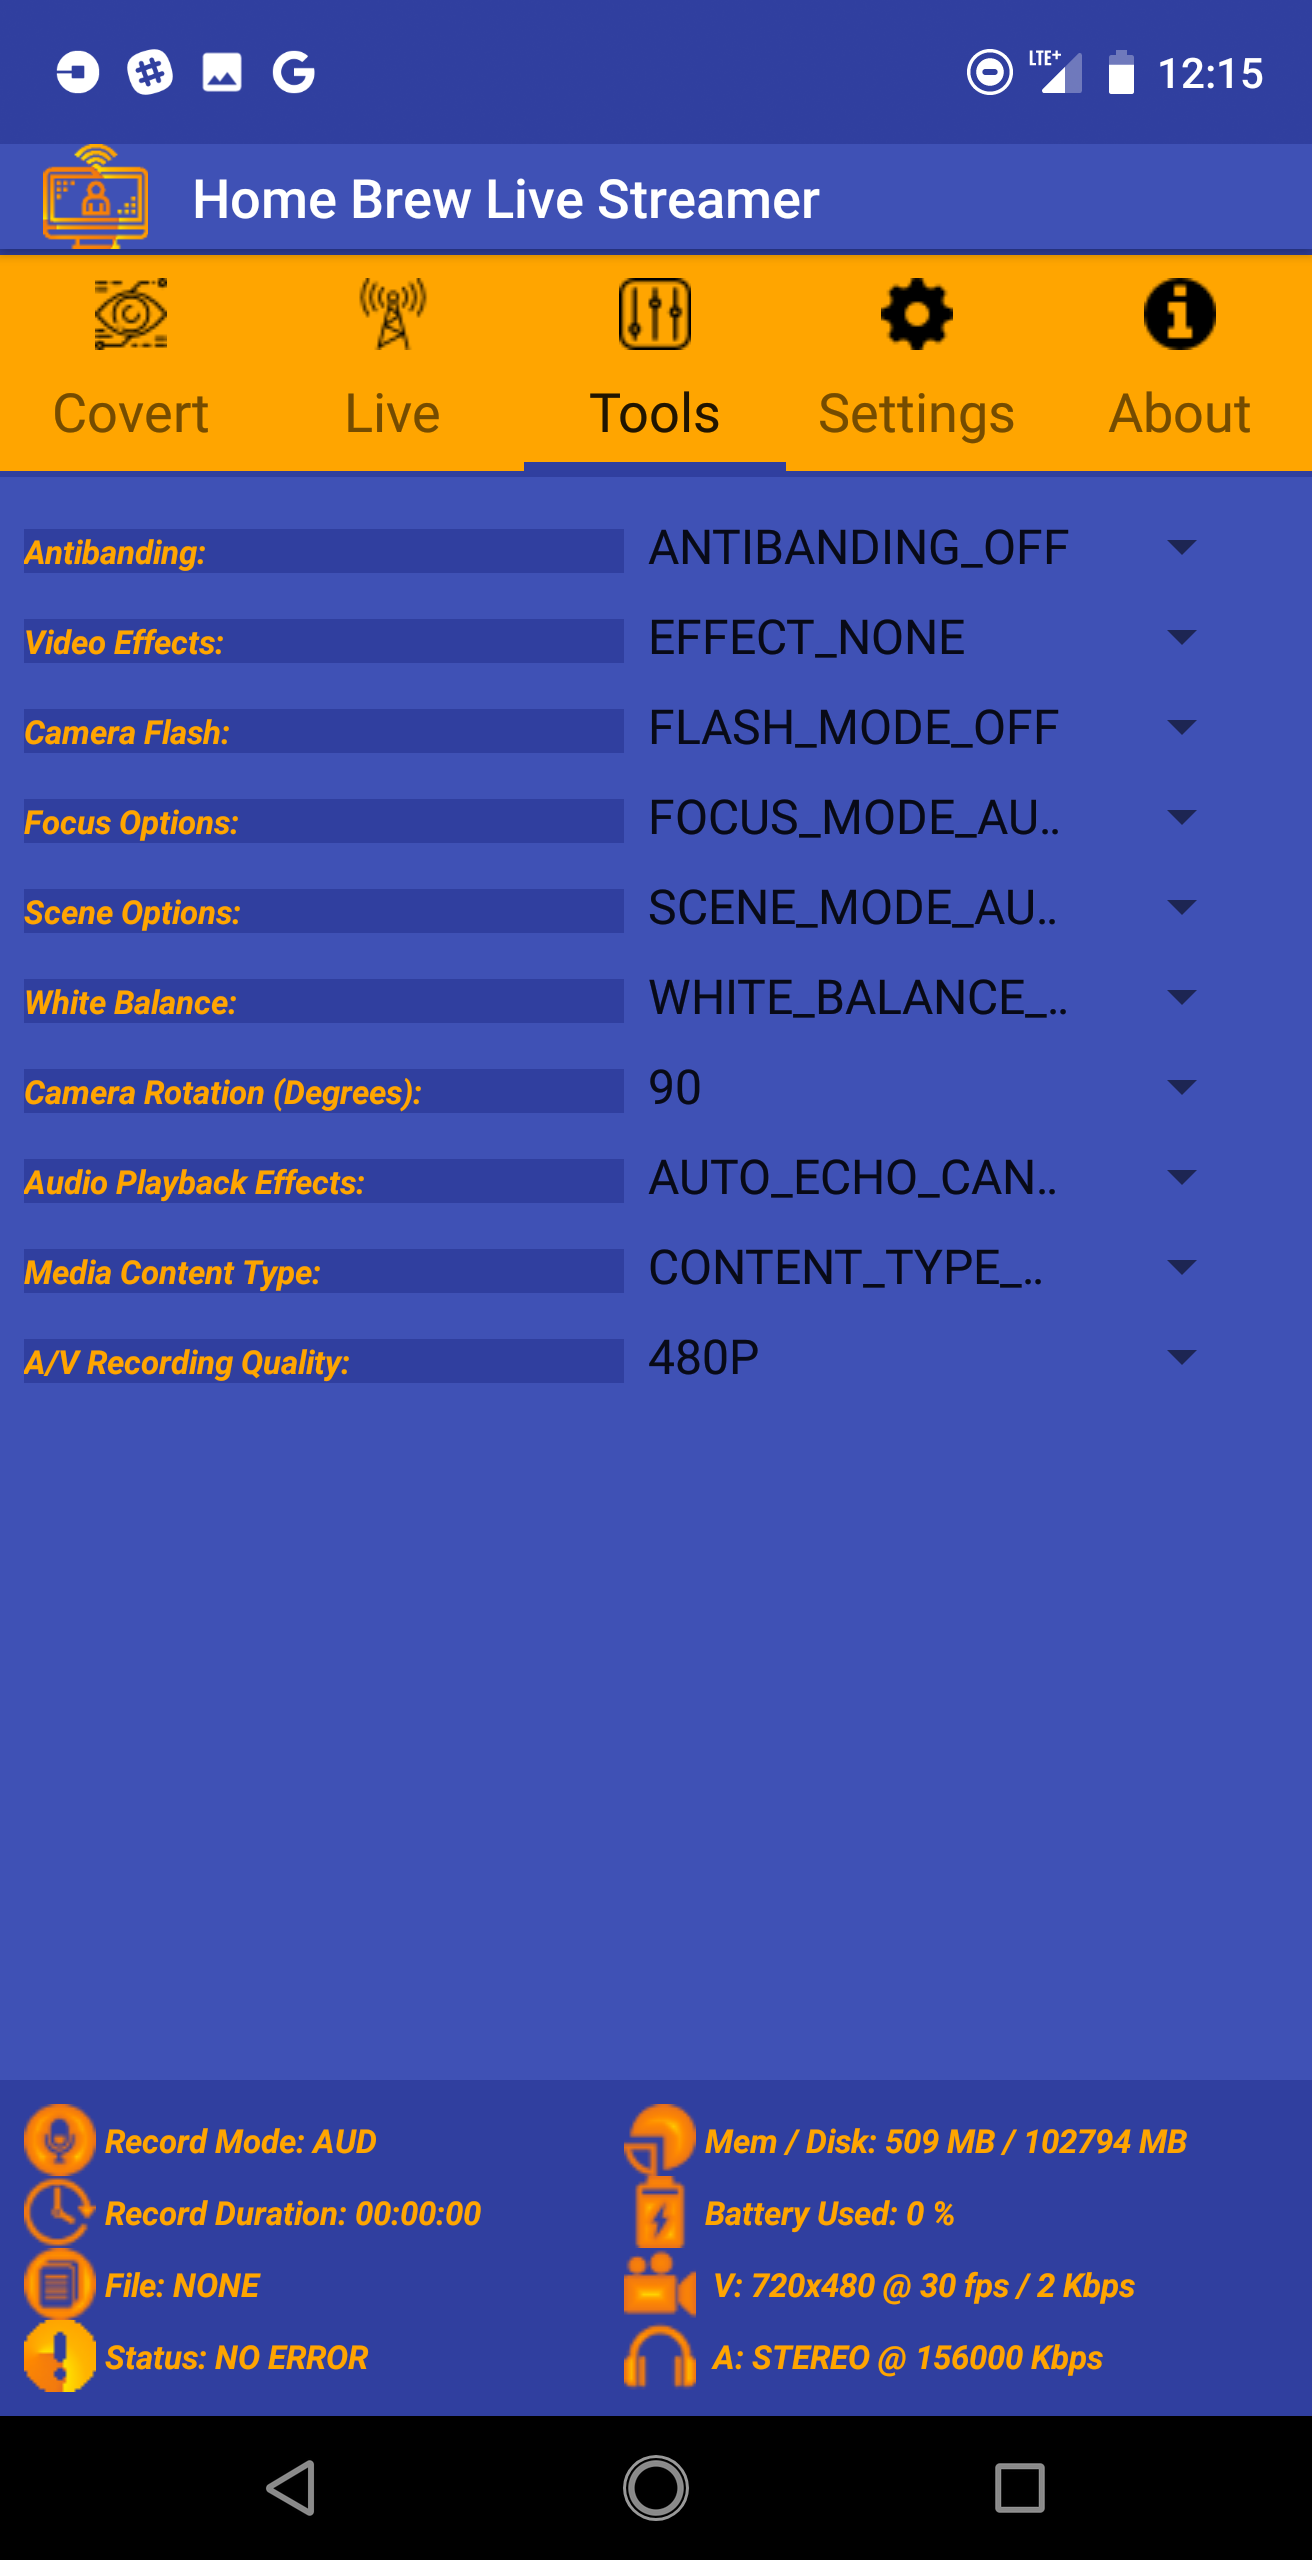 LTE+ 12:15
Home Brew Live Streamer
Covert Live Tools Settings About
Antibanding: ANTIBANDING_OFF
Video Effects: EFFECT_NONE
Camera Flash: FLASH_MODE_OFF
Focus Options: FOCUS_MODE_AU..
Scene Options: SCENE_MODE_AU..
White Balance: WHITE_BALANCE_..
Camera Rotation (Degrees): 90
Audio Playback Effects: AUTO_ECHO_CAN..
Media Content Type: CONTENT_TYPE_..
A/V Recording Quality: 480P
Record Mode: AUD Mem / Disk: 509 MB / 102794 MB
Record Duration: 00:00:00 Battery Used: 0 %
File: NONE V: 720x480 @ 30 fps / 2 Kbps
Status: NO ERROR A: STEREO @ 156000 Kbps